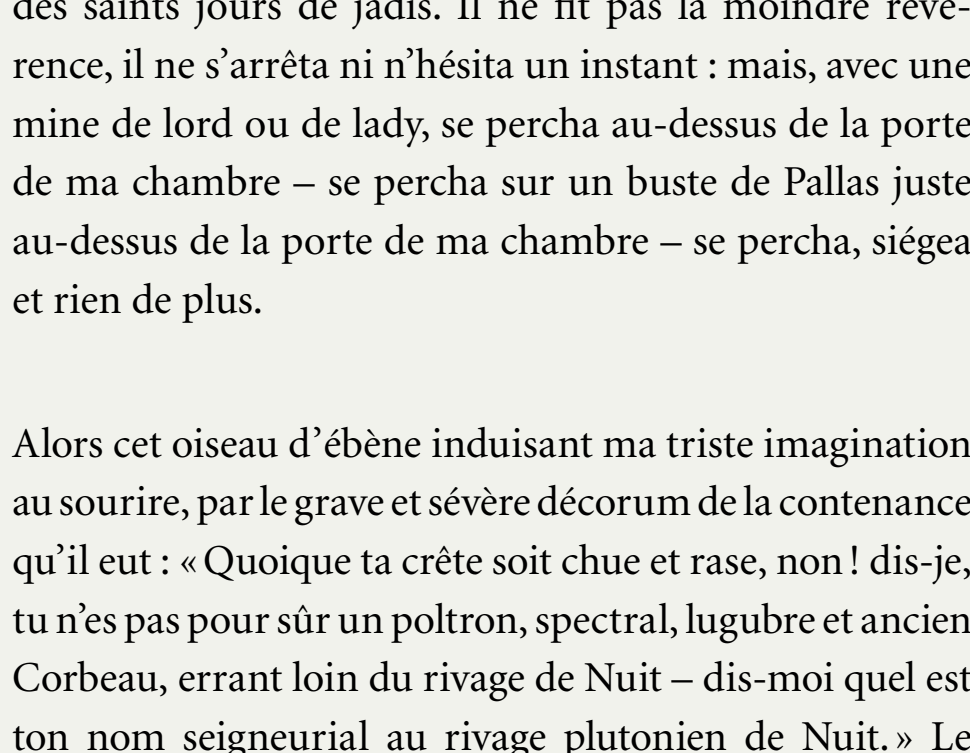 des saints jours de jadis. Il ne fit pas la moindre révé-
rence, il ne s’arrêta ni n’hésita un instant : mais, avec une
mine de lord ou de lady, se percha au-dessus de la porte
de ma chambre – se percha sur un buste de Pallas juste
au-dessus de la porte de ma chambre – se percha, siégea
et rien de plus.
Alors cet oiseau d’ébène induisant ma triste imagination
au sourire, par le grave et sévère décorum de la contenance
qu’il eut : « Quoique ta crête soit chue et rase, non ! dis-je,
tu n’es pas pour sûr un poltron, spectral, lugubre et ancien
Corbeau, errant loin du rivage de Nuit – dis-moi quel est
ton nom seigneurial au rivage plutonien de Nuit. » Le